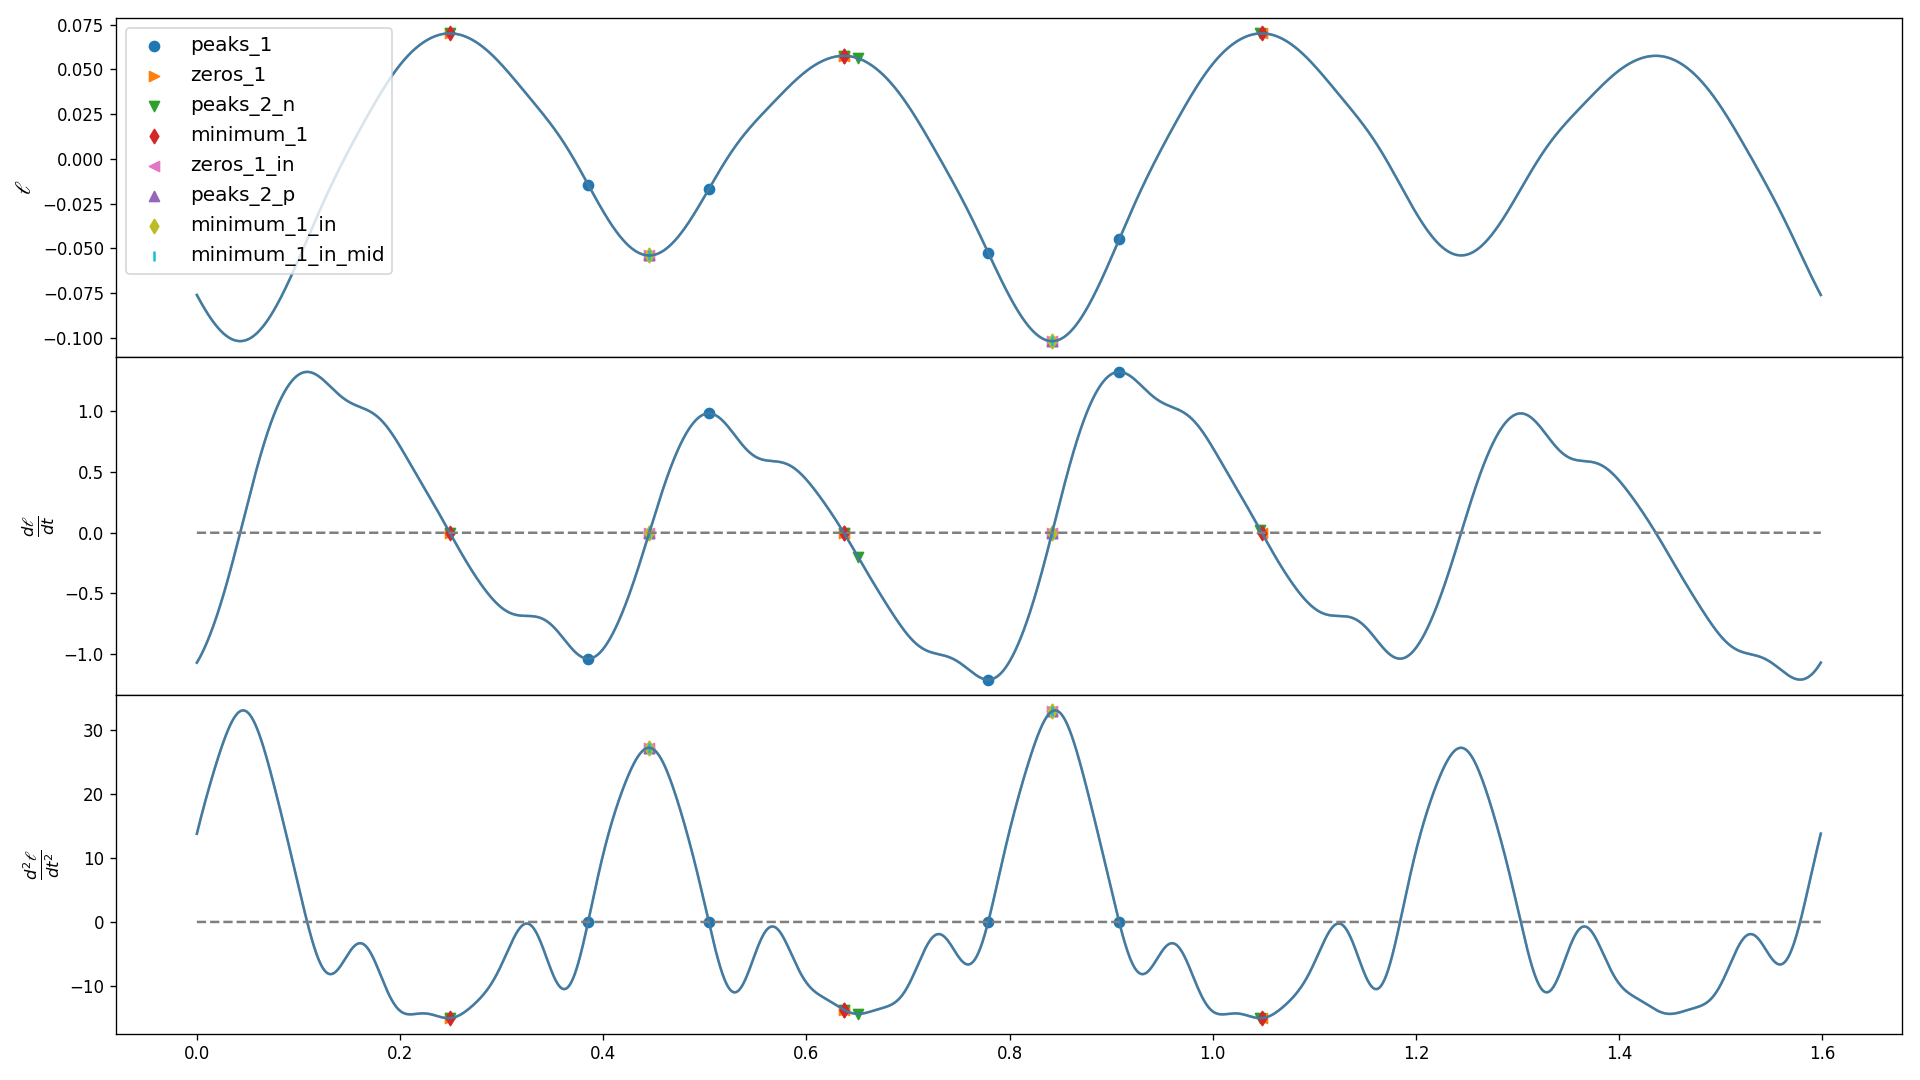 0.075
0.050
0.025
0.000
−0.025
−0.050
−0.075
−0.100
ℓ
peaks_1
zeros_1
peaks_2_n
minimum_1
zeros_1_in
peaks_2_p
minimum_1_in
minimum_1_in_mid
1.0
0.5
0.0
−0.5
−1.0
dℓ
dt
30
20
10
0
−10
d²ℓ
dt²
0.0 0.2 0.4 0.6 0.8 1.0 1.2 1.4 1.6